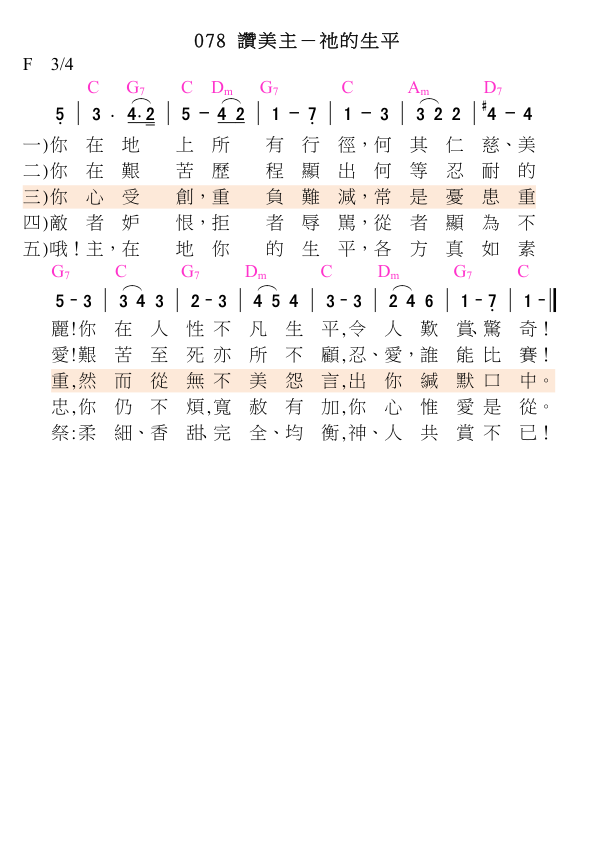 078 讚美主－祂的生平
F 3/4
C G7 C Dm G7 C Am D7
5 | 3 . 4.2 | 5 - 4 2 | 1 - 7 | 1 - 3 | 3 2 2 | #4 - 4
一)你 在 地 上 所 有 行 徑，何 其 仁 慈、美
二)你 在 艱 苦 歷 程 顯 出 何 等 忍 耐 的
三)你 心 受 創，重 負 難 減，常 是 憂 患 重
四)敵 者 妒 恨，拒 者 辱 罵，從 者 顯 為 不
五)哦！主，在 地 你 的 生 平，各 方 真 如 素
G7 C G7 Dm C Dm G7 C
5 - 3 | 3 4 3 | 2 - 3 | 4 5 4 | 3 - 3 | 2 4 6 | 1 - 7 | 1 - ||
麗！你 在 人 性 不 凡 生 平，令 人 歎 賞、驚 奇！
愛！艱 苦 至 死 亦 所 不 顧，忍、愛，誰 能 比 賽！
重，然 而 從 無 不 美 怨 言，出 你 緘 默 口 中。
忠，你 仍 不 煩，寬 赦 有 加，你 心 惟 愛 是 從。
祭：柔 細、香 甜、完 全、均 衡，神、人 共 賞 不 已！